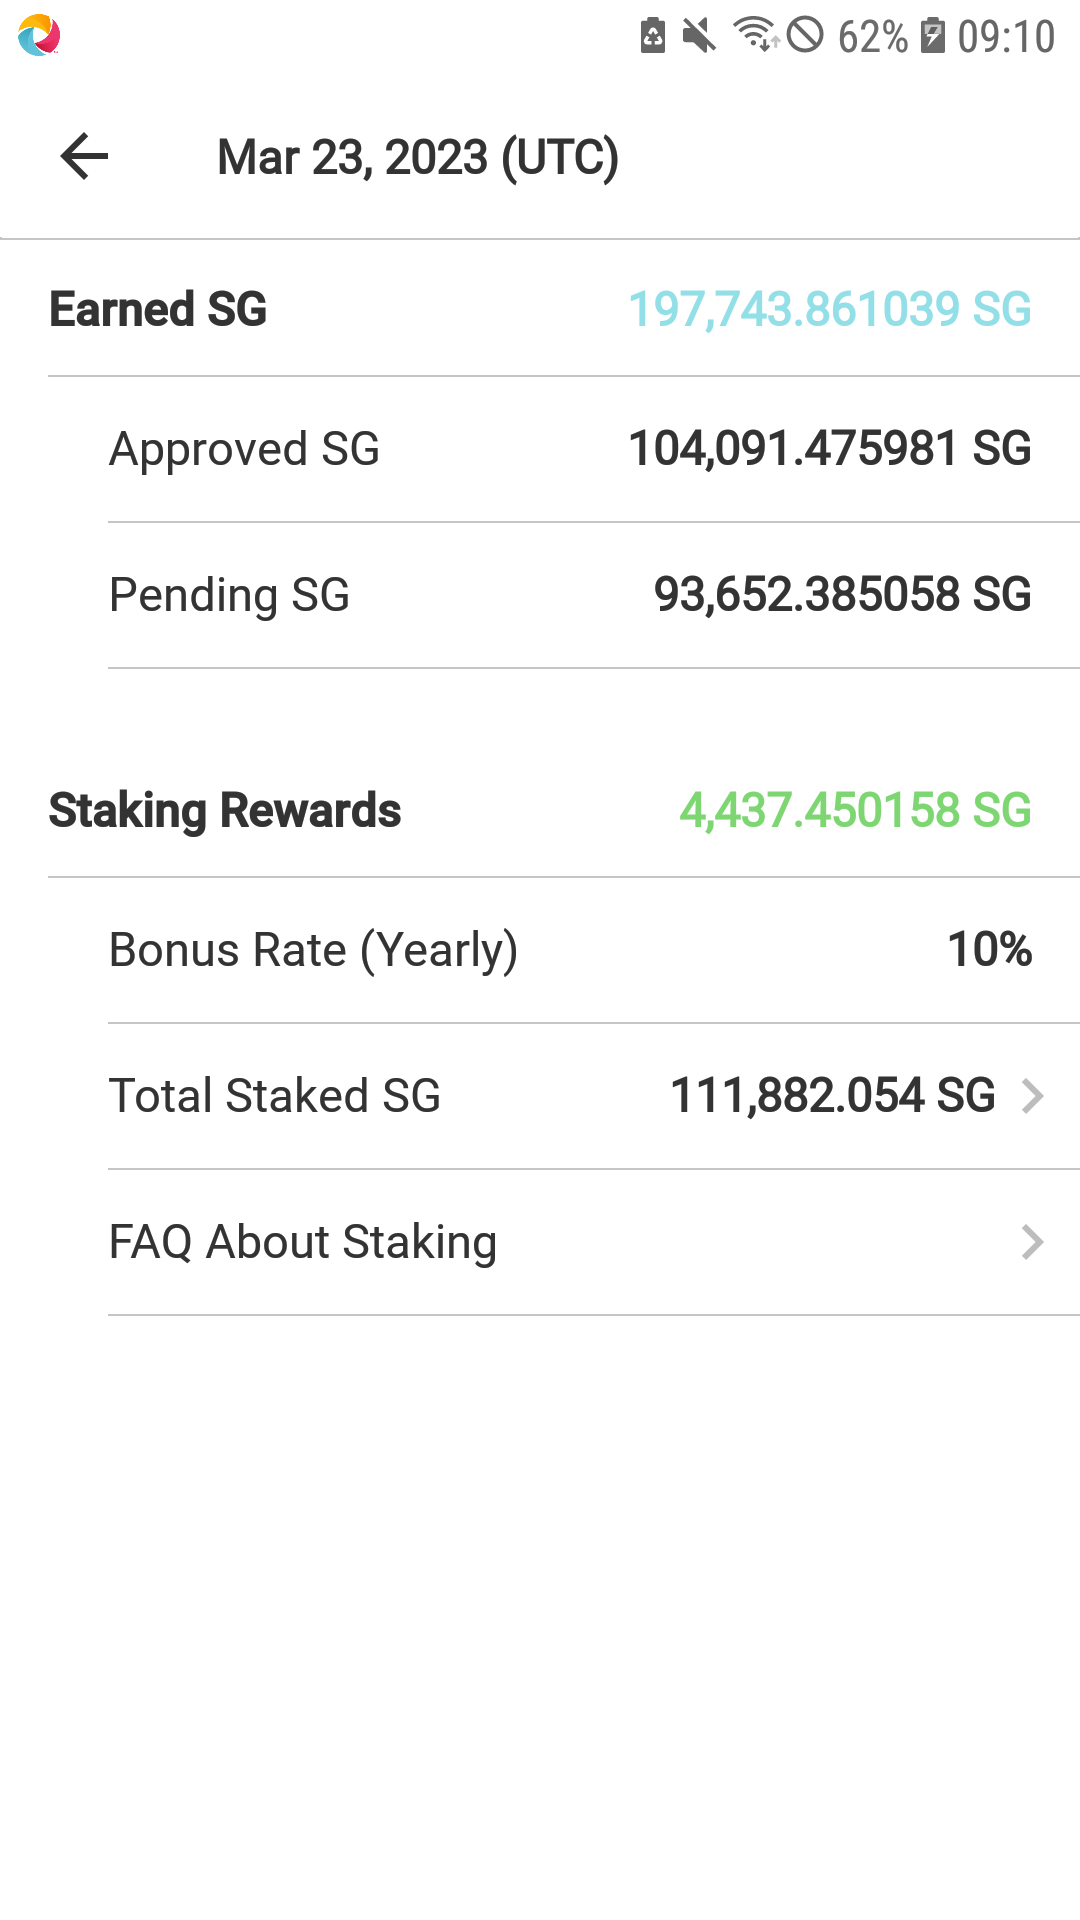 62% 09:10
Mar 23, 2023 (UTC)
Earned SG 197,743.861039 SG
Approved SG 104,091.475981 SG
Pending SG 93,652.385058 SG
Staking Rewards 4,437.450158 SG
Bonus Rate (Yearly) 10%
Total Staked SG 111,882.054 SG
FAQ About Staking